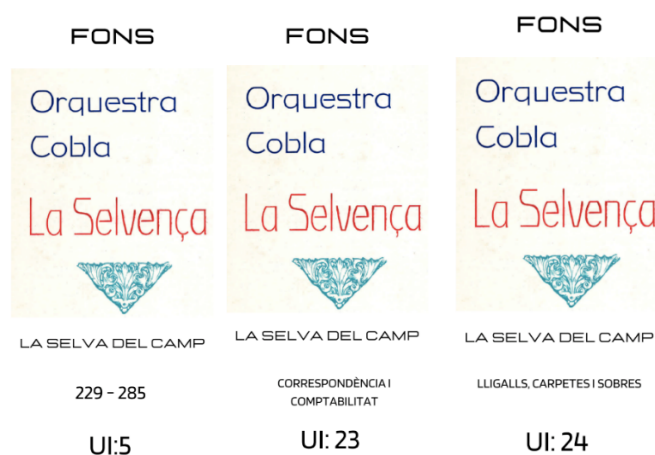 FONS
Orquestra
Cobla
La Selvença
LA SELVA DEL CAMP
229 - 285
UI:5
FONS
Orquestra
Cobla
La Selvença
LA SELVA DEL CAMP
CORRESPONDÈNCIA I
COMPTABILITAT
UI: 23
FONS
Orquestra
Cobla
La Selvença
LA SELVA DEL CAMP
LLIGALLS, CARPETES I SOBRES
UI: 24